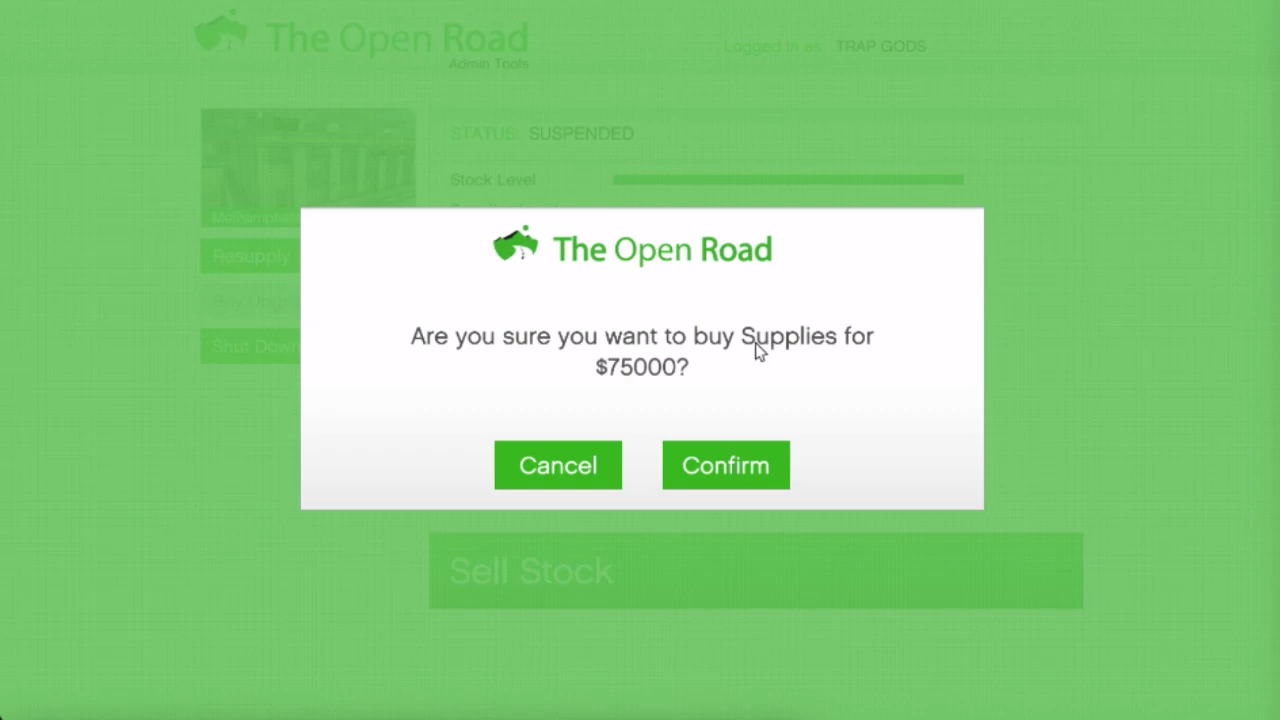 The Open Road
Admin Tools
Logged in as TRAP GODS
STATUS: SUSPENDED
Stock Level
Resupply
Shut Down
The Open Road
Are you sure you want to buy Supplies for
$75000?
Cancel
Confirm
Sell Stock